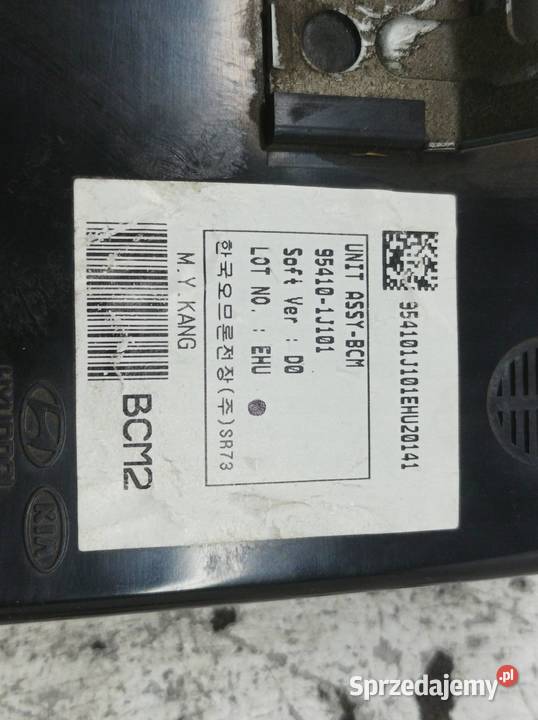 954101J101EHU20141
UNIT ASSY-BCM
95410-1J101
Soft Ver : D0
LOT NO. : EHU
한국오므론전장(주)SR73
M.Y.KANG
BCM2
HYUNDAI
KIA
Sprzedajemy.pl